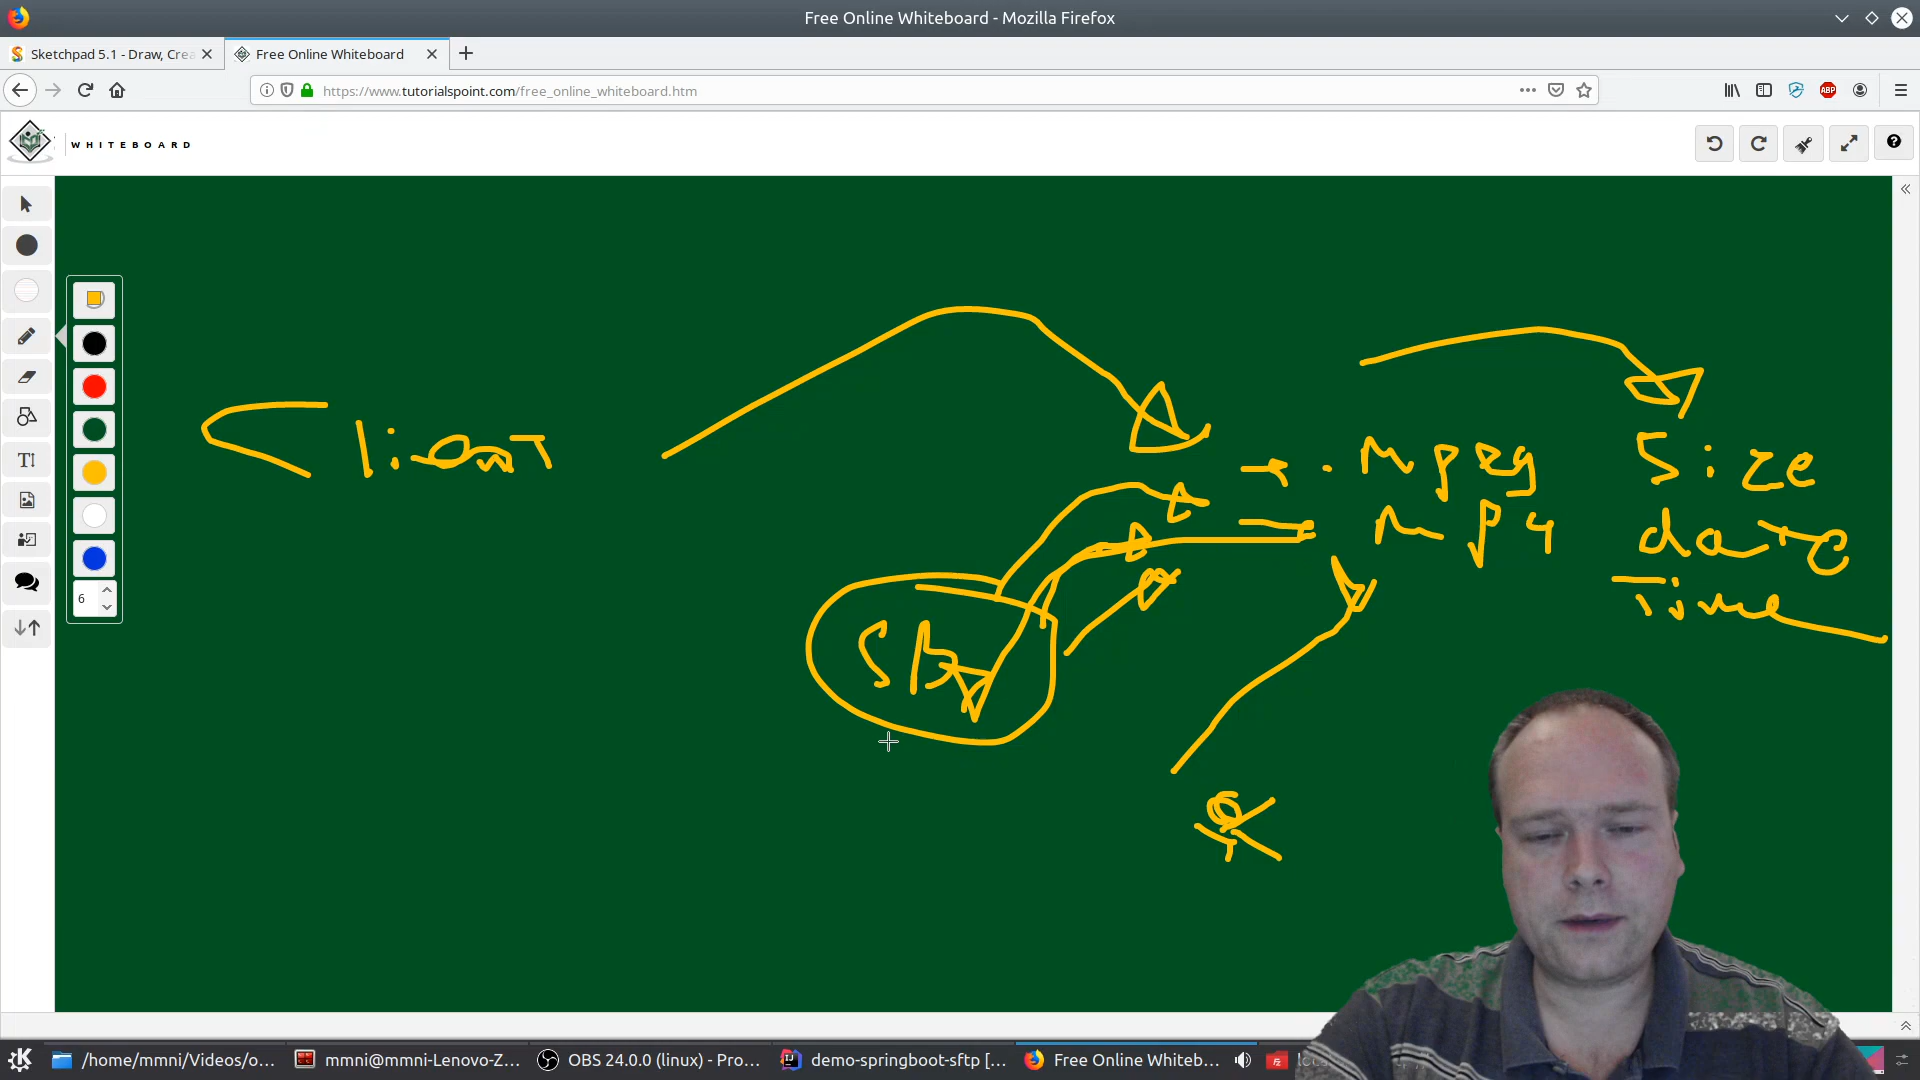 Free Online Whiteboard - Mozilla Firefox
Sketchpad 5.1 - Draw, Crea
Free Online Whiteboard
https://www.tutorialspoint.com/free_online_whiteboard.htm
ABP
WHITEBOARD
Client
.mpeg
Size
mp4
date
Time
6
/home/mmni/Videos/o...
mmni@mmni-Lenovo-Z...
OBS 24.0.0 (linux) - Pro...
demo-springboot-sftp [...
Free Online Whiteb...